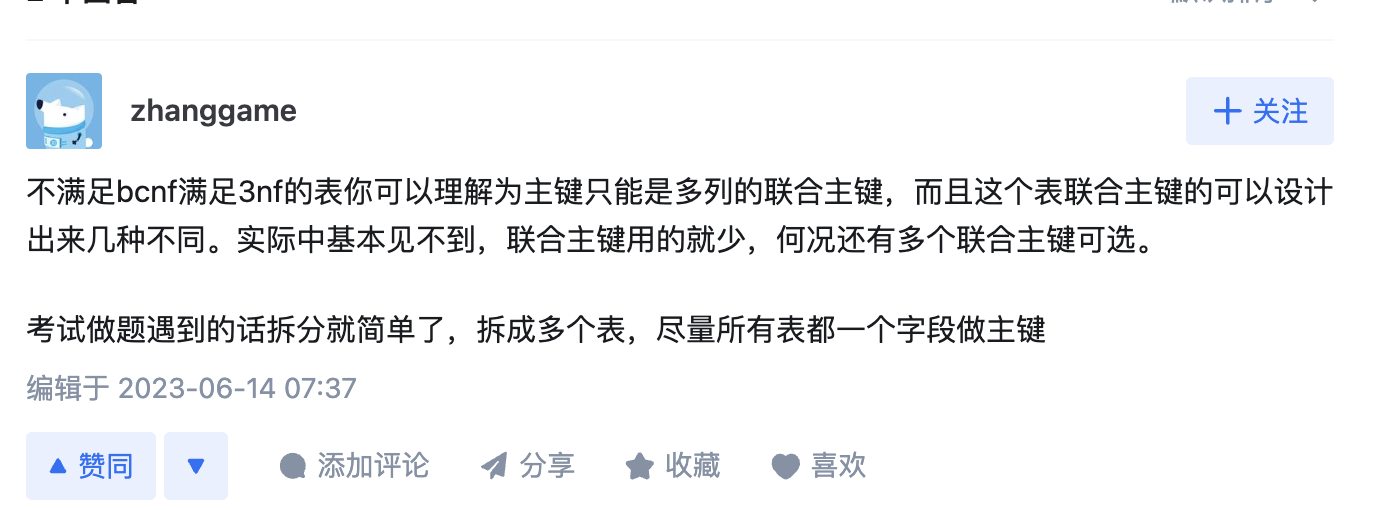 zhanggame
关注
不满足bcnf满足3nf的表你可以理解为主键只能是多列的联合主键，而且这个表联合主键的可以设计
出来几种不同。实际中基本见不到，联合主键用的就少，何况还有多个联合主键可选。
考试做题遇到的话拆分就简单了，拆成多个表，尽量所有表都一个字段做主键
编辑于 2023-06-14 07:37
赞同 添加评论 分享 收藏 喜欢